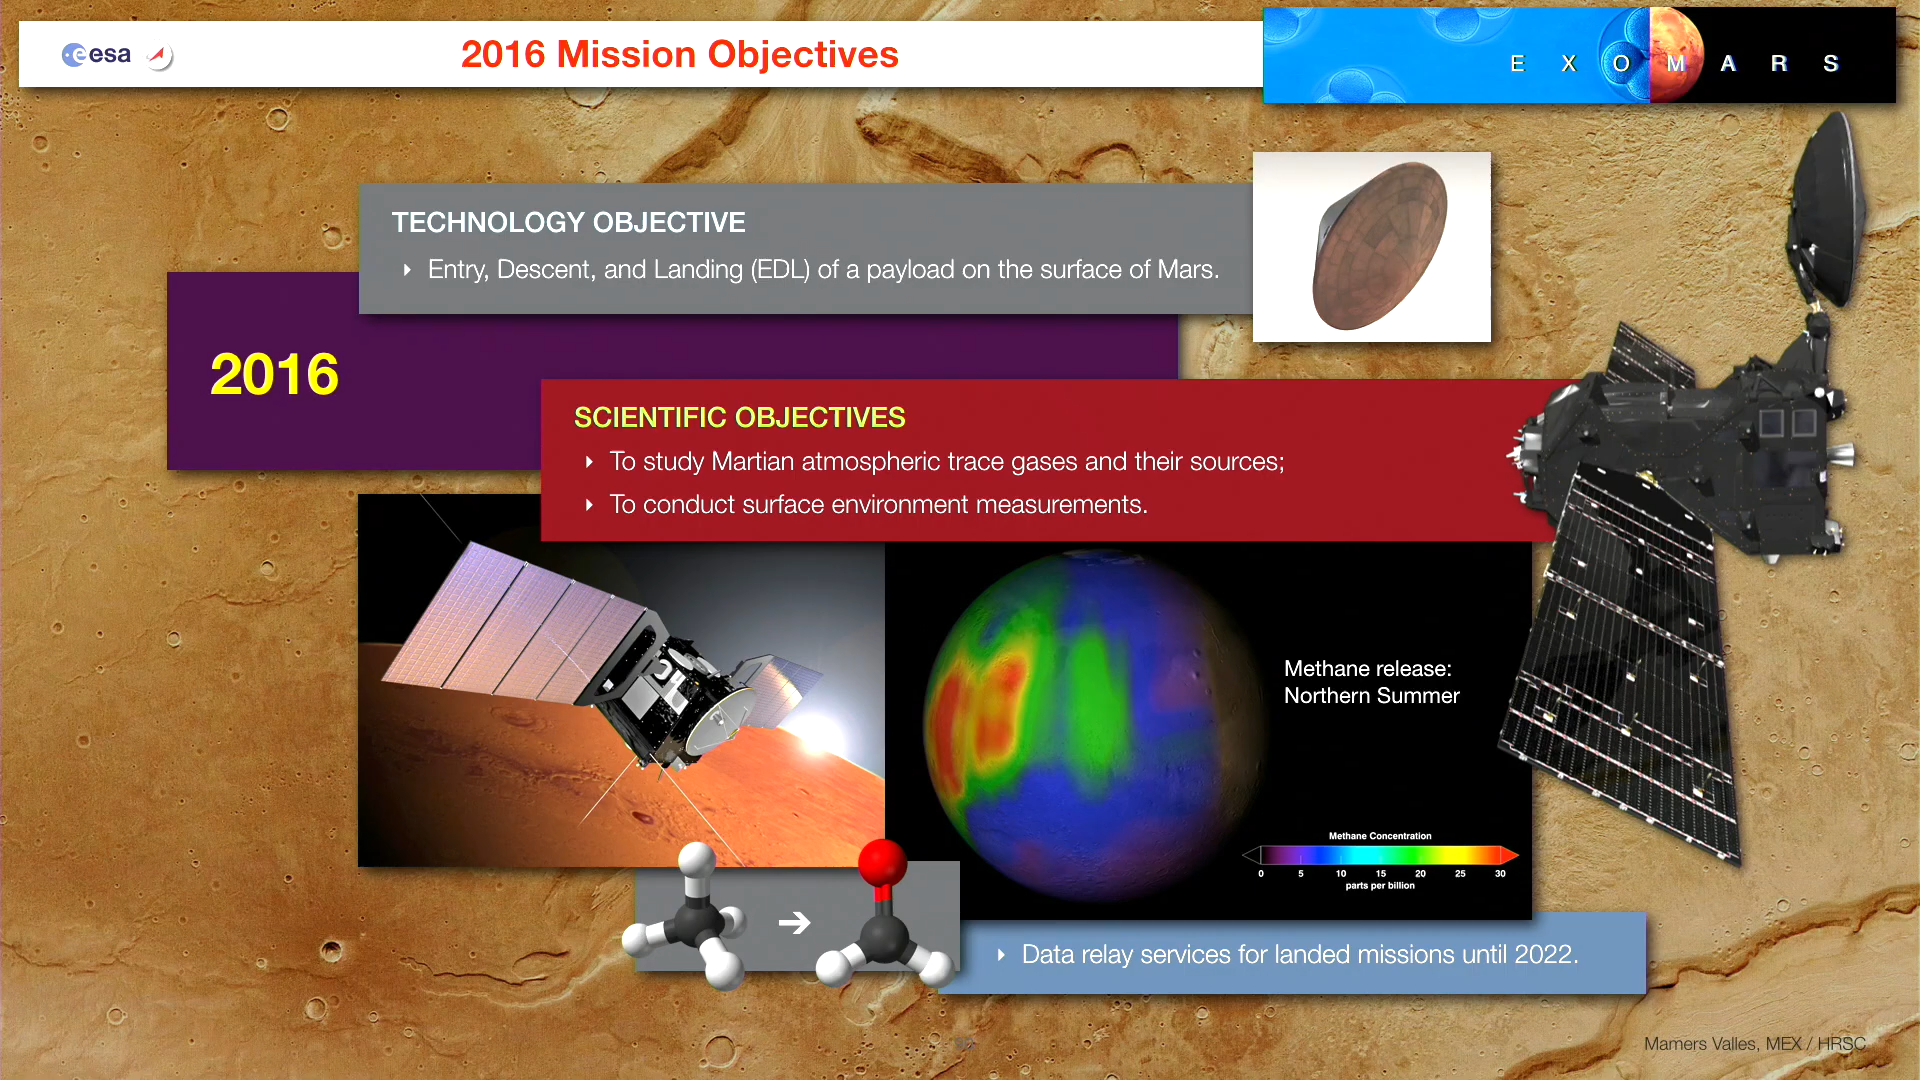 esa
2016 Mission Objectives
E X O M A R S
TECHNOLOGY OBJECTIVE
Entry, Descent, and Landing (EDL) of a payload on the surface of Mars.
2016
SCIENTIFIC OBJECTIVES
To study Martian atmospheric trace gases and their sources;
To conduct surface environment measurements.
Methane release:
Northern Summer
Methane Concentration
0 5 10 15 20 25 30
parts per billion
Data relay services for landed missions until 2022.
Mamers Valles, MEX / HRSC